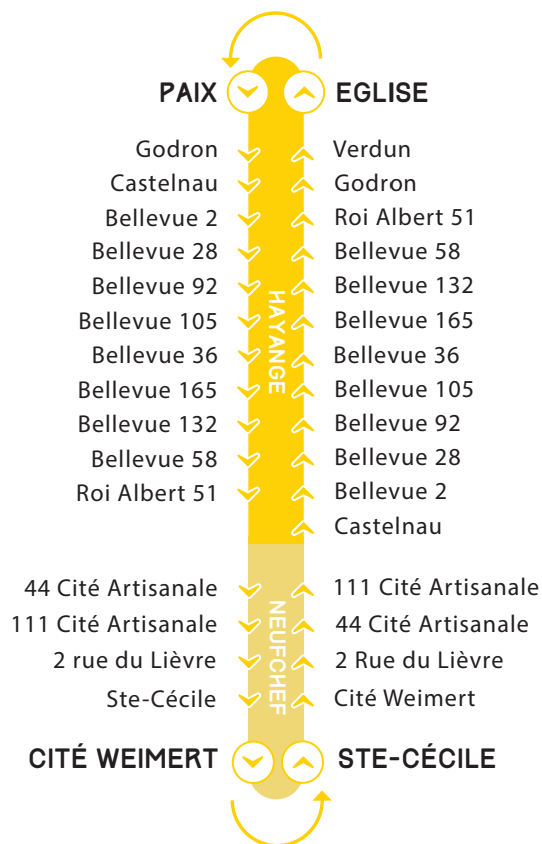 PAIX
EGLISE
Godron
Verdun
Castelnau
Godron
Bellevue 2
Roi Albert 51
Bellevue 28
Bellevue 58
Bellevue 92
Bellevue 132
Bellevue 105
Bellevue 165
Bellevue 36
Bellevue 36
Bellevue 165
Bellevue 105
Bellevue 132
Bellevue 92
Bellevue 58
Bellevue 28
Roi Albert 51
Bellevue 2
Castelnau
HAYANGE
44 Cité Artisanale
111 Cité Artisanale
111 Cité Artisanale
44 Cité Artisanale
2 rue du Lièvre
2 Rue du Lièvre
Ste-Cécile
Cité Weimert
NEUFCHEF
CITÉ WEIMERT
STE-CÉCILE